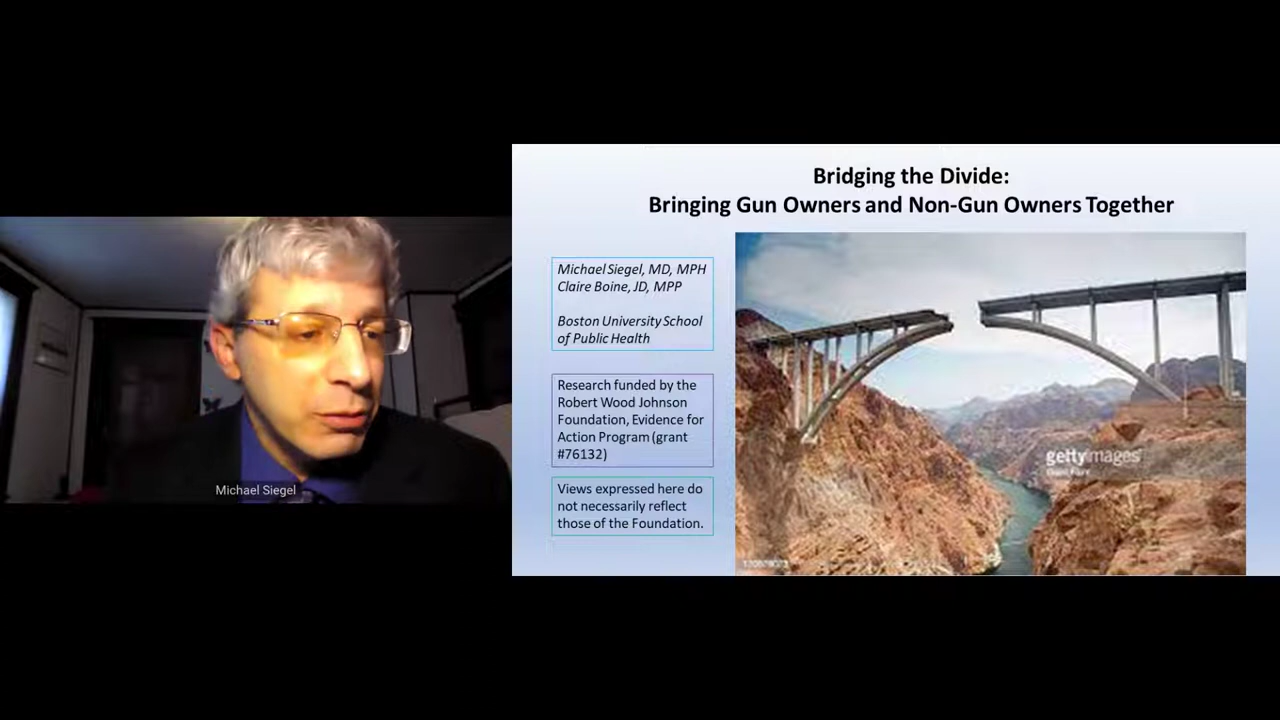 Bridging the Divide:
Bringing Gun Owners and Non-Gun Owners Together
Michael Siegel, MD, MPH
Claire Boine, JD, MPP
Boston University School
of Public Health
Research funded by the
Robert Wood Johnson
Foundation, Evidence for
Action Program (grant
#76132)
Views expressed here do
not necessarily reflect
those of the Foundation.
gettyimages
Michael Siegel